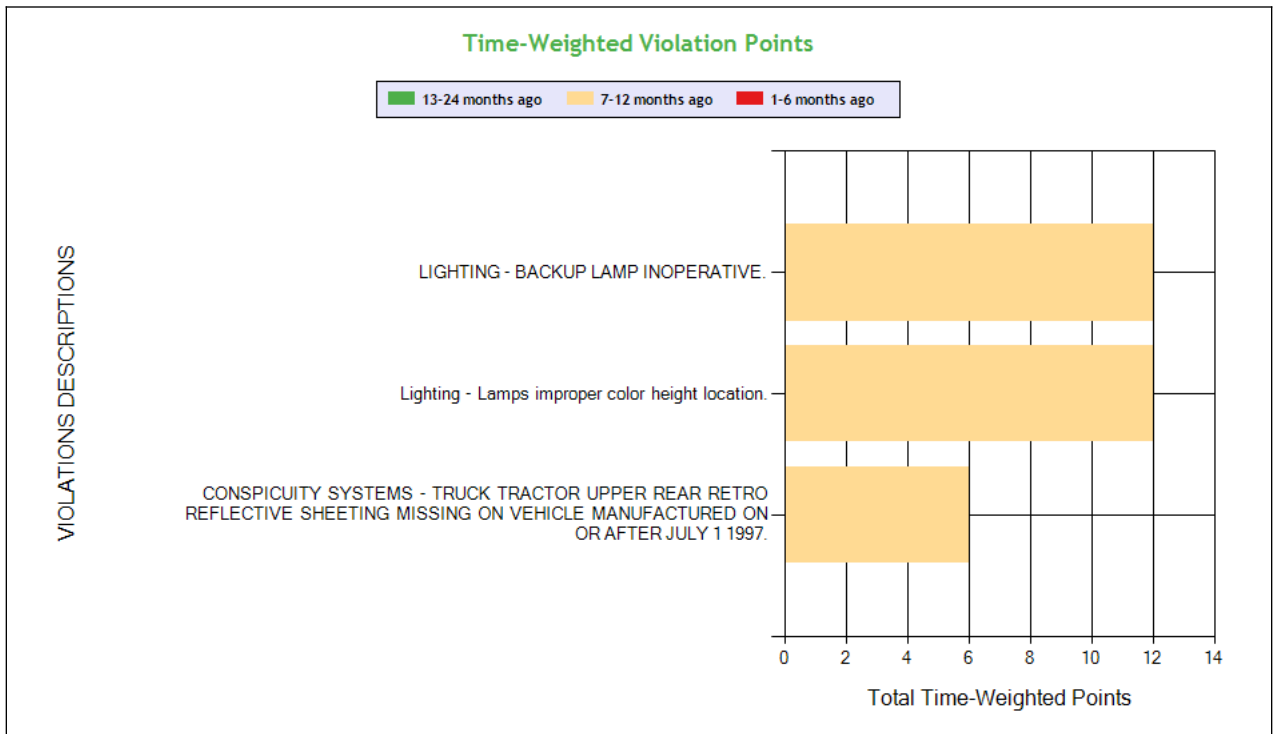 Time-Weighted Violation Points
13-24 months ago
7-12 months ago
1-6 months ago
VIOLATIONS DESCRIPTIONS
LIGHTING - BACKUP LAMP INOPERATIVE.
Lighting - Lamps improper color height location.
CONSPICUITY SYSTEMS - TRUCK TRACTOR UPPER REAR RETRO
REFLECTIVE SHEETING MISSING ON VEHICLE MANUFACTURED ON
OR AFTER JULY 1 1997.
0 2 4 6 8 10 12 14
Total Time-Weighted Points